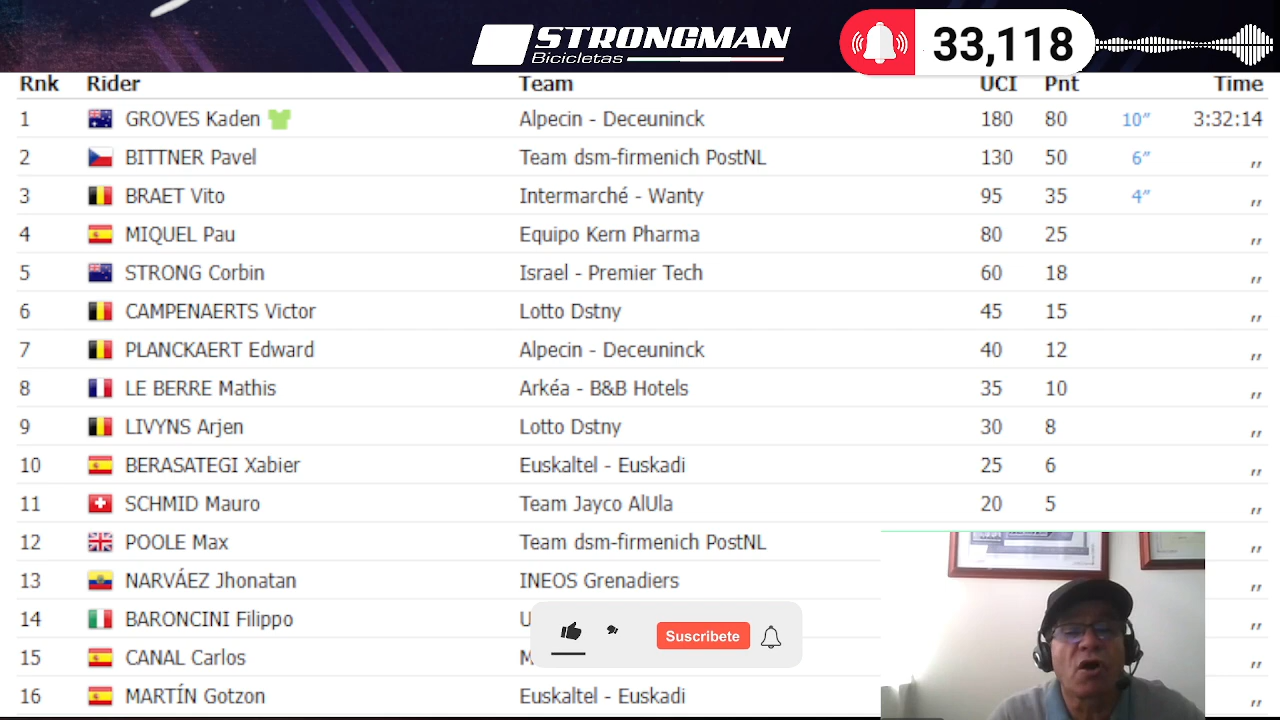 STRONGMAN
Bicicletas
33,118
Rnk Rider Team UCI Pnt Time
1 GROVES Kaden Alpecin - Deceuninck 180 80 10″ 3:32:14
2 BITTNER Pavel Team dsm-firmenich PostNL 130 50 6″ ,,
3 BRAET Vito Intermarché - Wanty 95 35 4″ ,,
4 MIQUEL Pau Equipo Kern Pharma 80 25 ,,
5 STRONG Corbin Israel - Premier Tech 60 18 ,,
6 CAMPENAERTS Victor Lotto Dstny 45 15 ,,
7 PLANCKAERT Edward Alpecin - Deceuninck 40 12 ,,
8 LE BERRE Mathis Arkéa - B&B Hotels 35 10 ,,
9 LIVYNS Arjen Lotto Dstny 30 8 ,,
10 BERASATEGI Xabier Euskaltel - Euskadi 25 6 ,,
11 SCHMID Mauro Team Jayco AlUla 20 5 ,,
12 POOLE Max Team dsm-firmenich PostNL ,,
13 NARVÁEZ Jhonatan INEOS Grenadiers ,,
14 BARONCINI Filippo U ,,
15 CANAL Carlos M ,,
16 MARTÍN Gotzon Euskaltel - Euskadi ,,
Suscribete